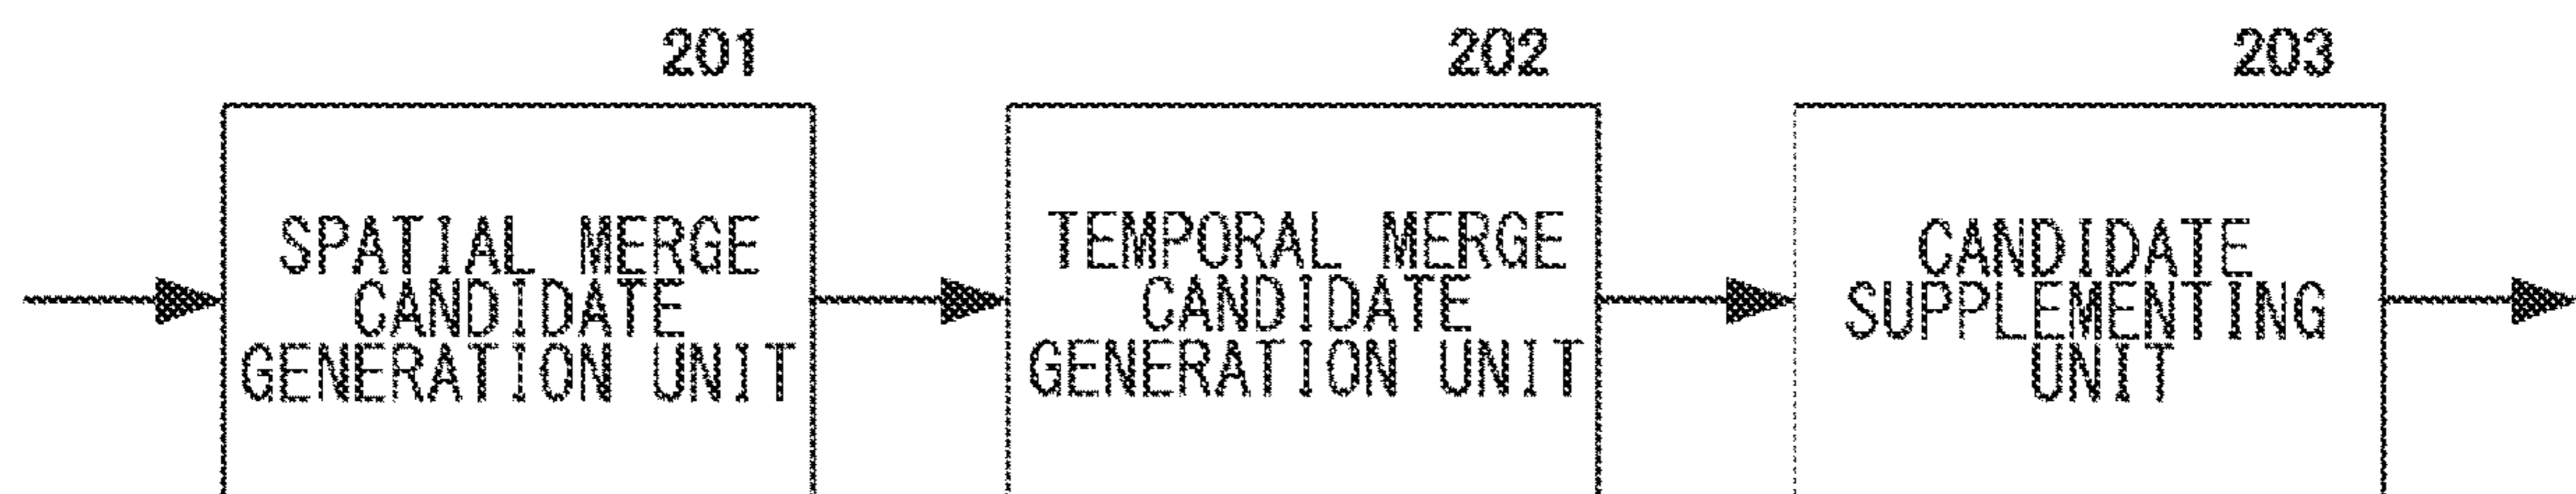 201
SPATIAL MERGE
CANDIDATE
GENERATION UNIT
202
TEMPORAL MERGE
CANDIDATE
GENERATION UNIT
203
CANDIDATE
SUPPLEMENTING
UNIT